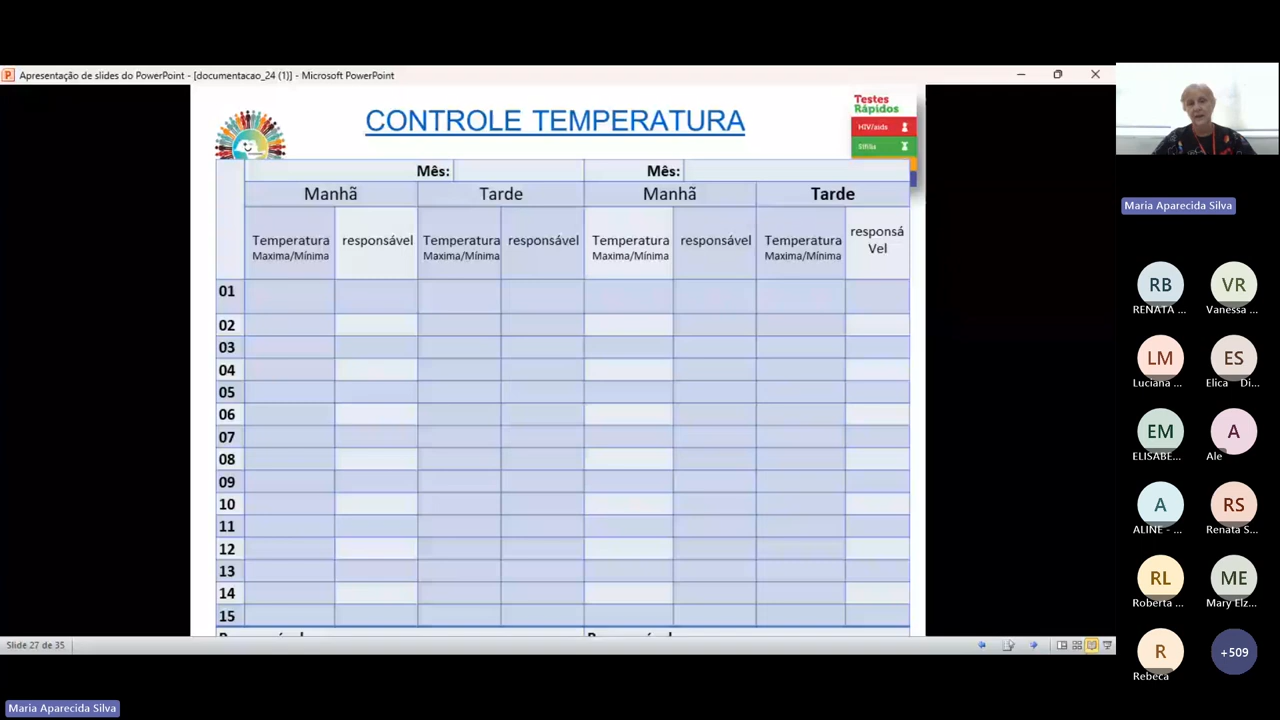 Apresentação de slides do PowerPoint - [documentacao_24 (1)] - Microsoft PowerPoint
CONTROLE TEMPERATURA
Testes
Rápidos
HIV/aids
Sífilis
Mês: Mês:
Manhã Tarde Manhã Tarde
Temperatura
Maxima/Mínima
responsável
Temperatura
Maxima/Mínima
responsável
Temperatura
Maxima/Mínima
responsável
Temperatura
Maxima/Mínima
responsá
Vel
01
02
03
04
05
06
07
08
09
10
11
12
13
14
15
Slide 27 de 35
Maria Aparecida Silva
Maria Aparecida Silva
RB VR
RENATA ... Vanessa ...
LM ES
Luciana ... Elica Di...
EM A
ELISABE... Ale
A RS
ALINE - ... Renata S...
RL ME
Roberta ... Mary Elz...
R +509
Rebeca